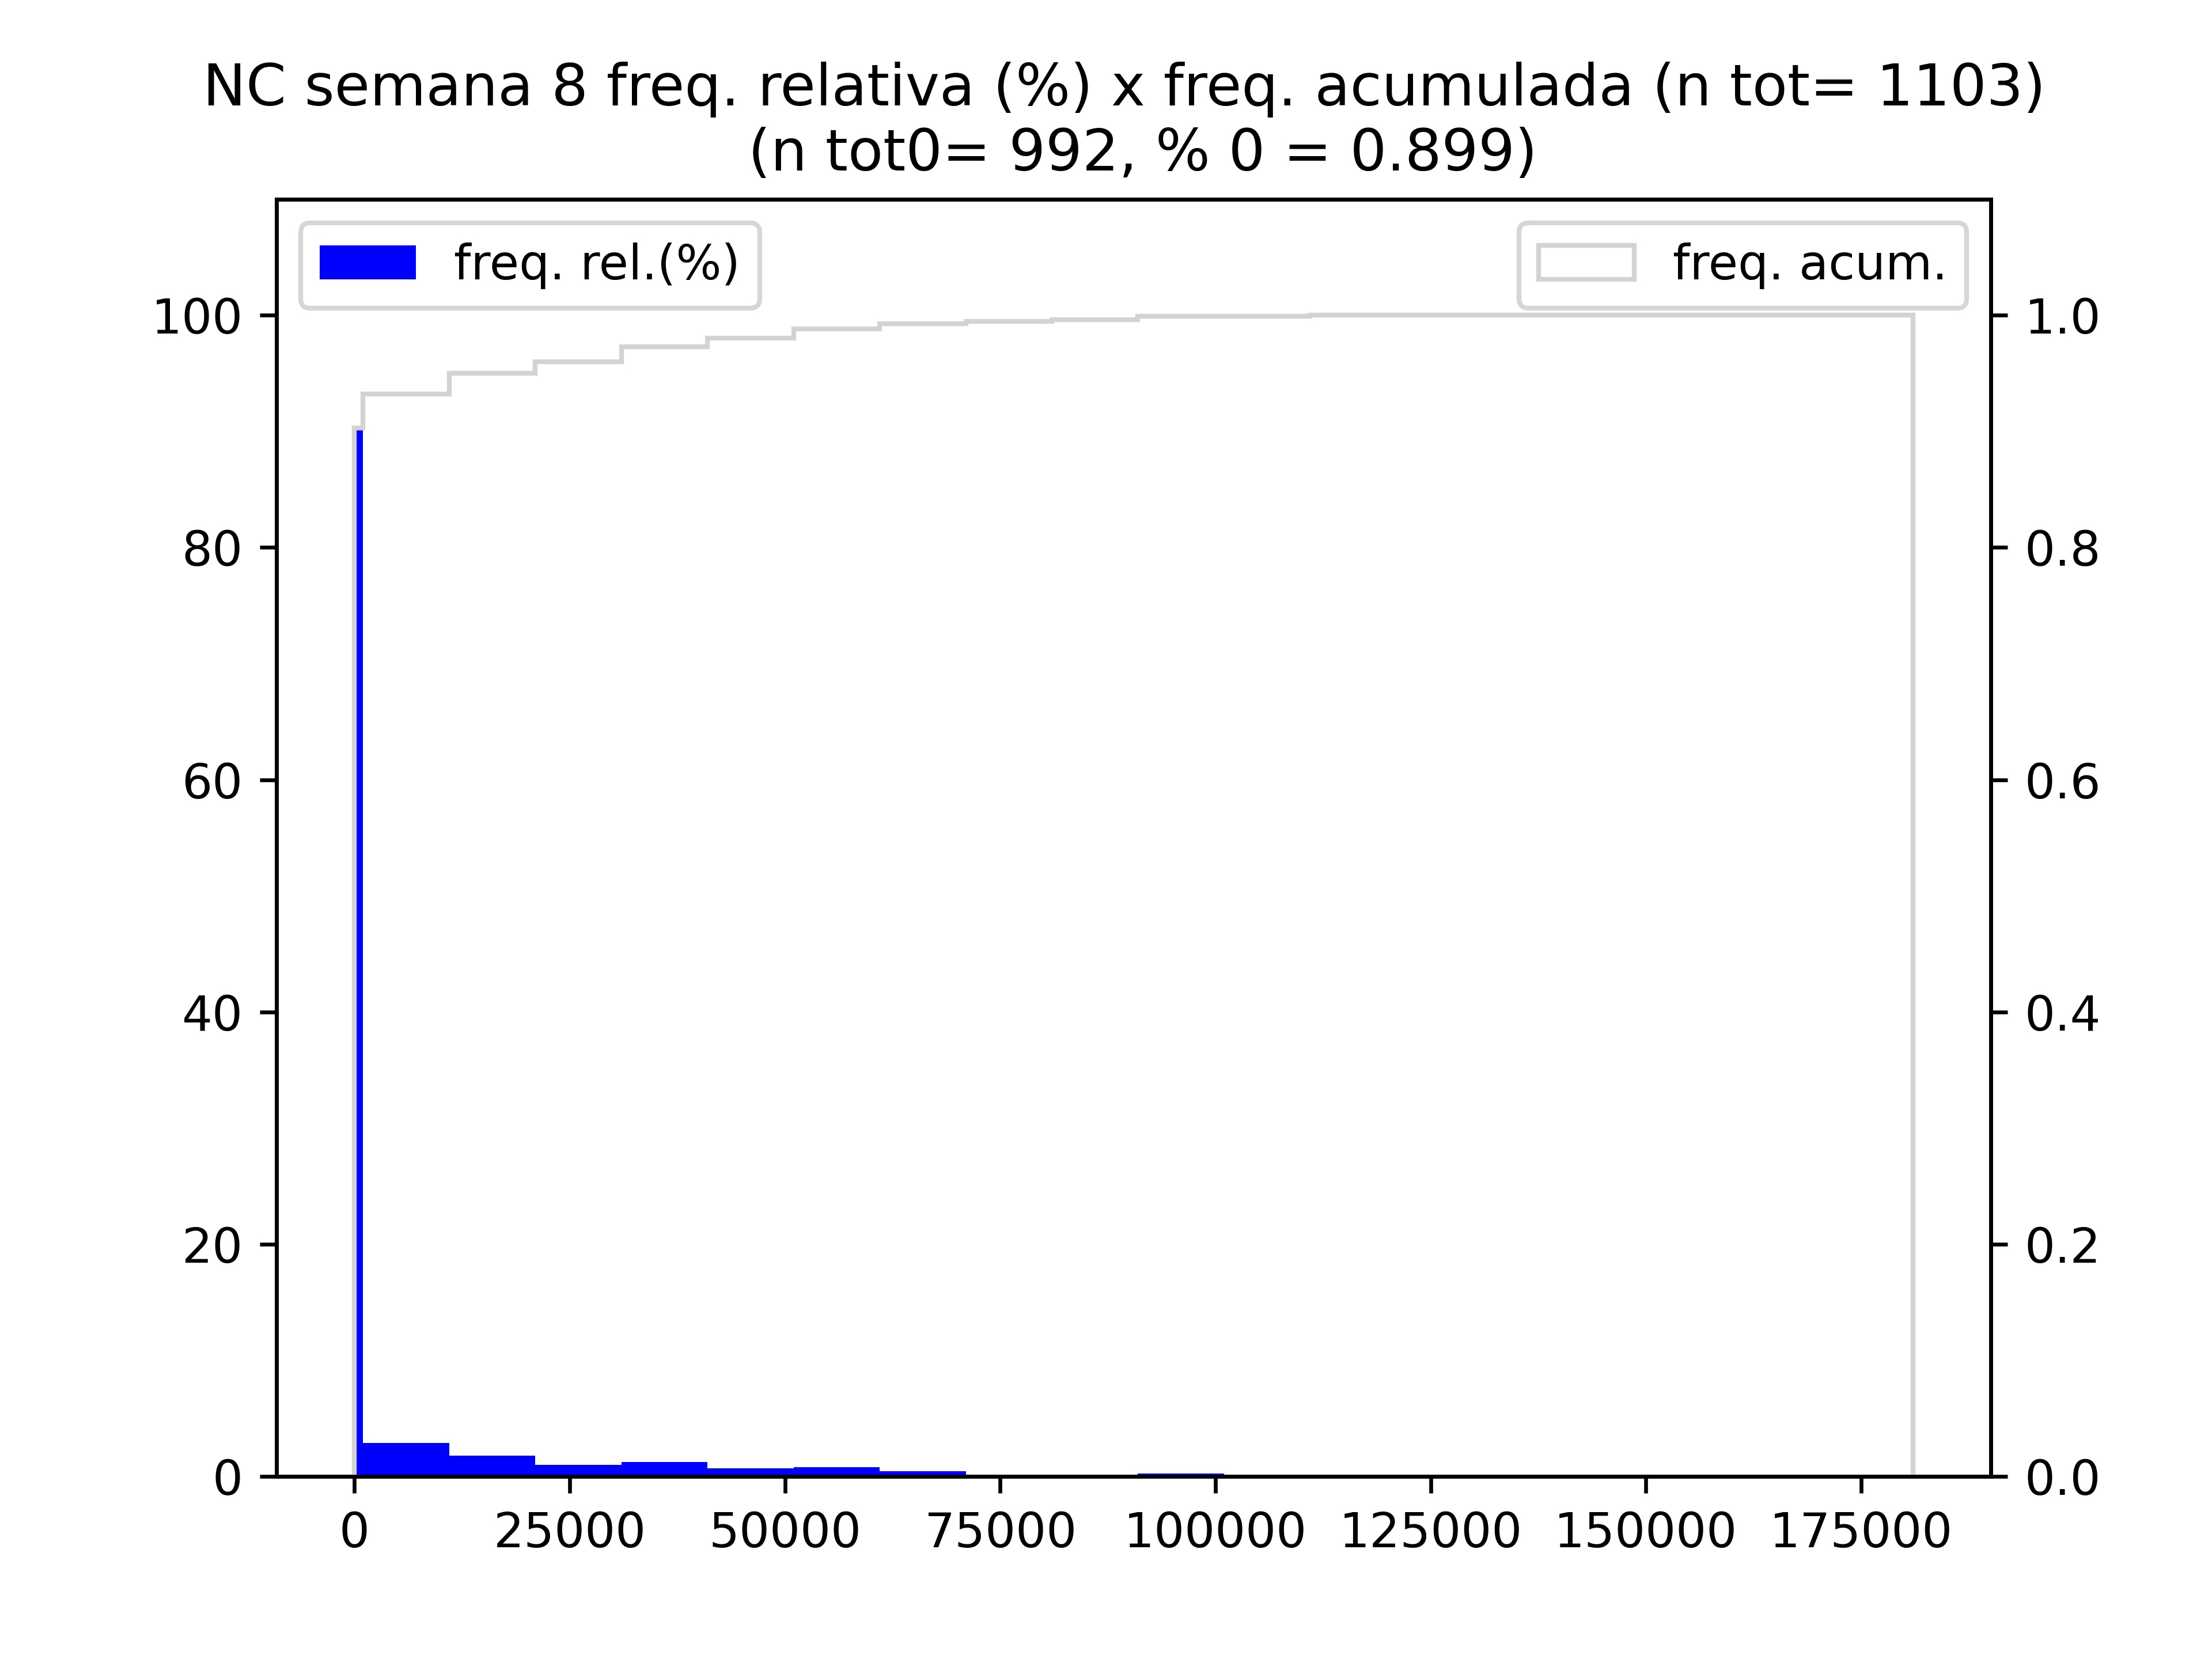 NC semana 8 freq. relativa (%) x freq. acumulada (n tot= 1103)
(n tot0= 992, % 0 = 0.899)
freq. rel.(%)
freq. acum.
100
80
60
40
20
0
1.0
0.8
0.6
0.4
0.2
0.0
0 25000 50000 75000 100000 125000 150000 175000